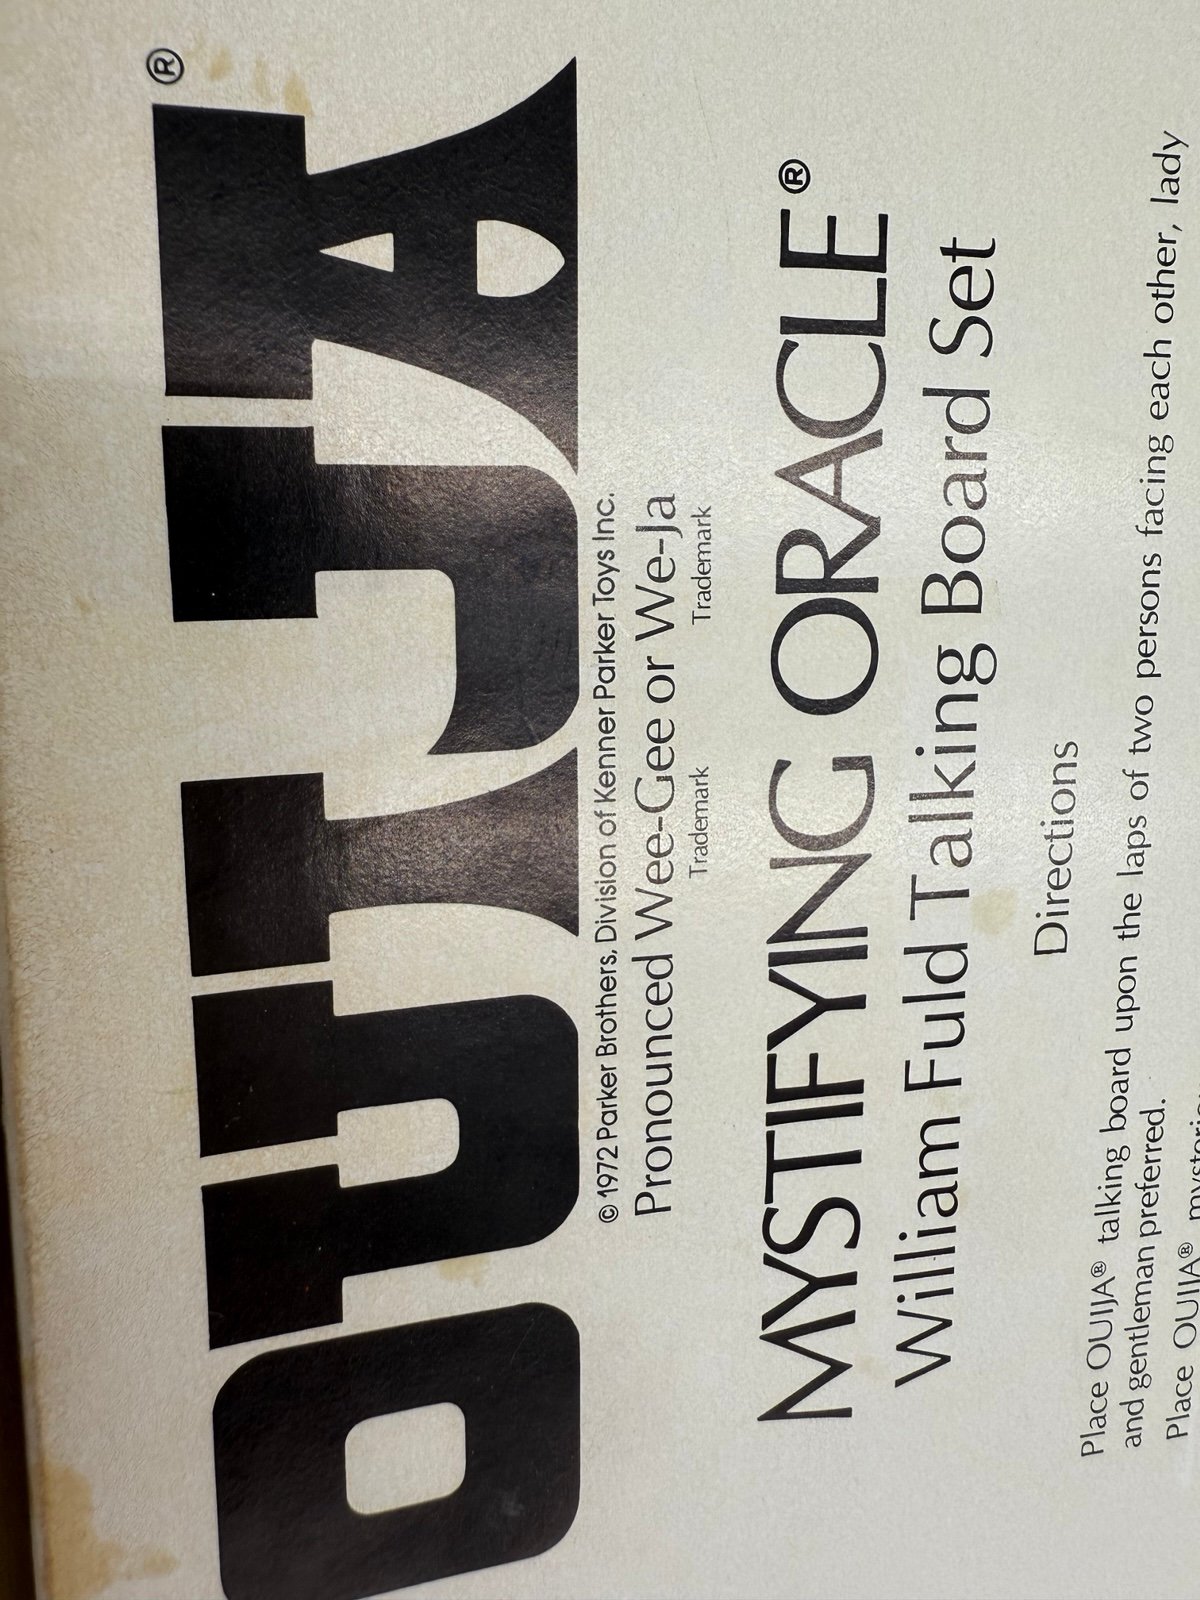 OUIJA®
© 1972 Parker Brothers, Division of Kenner Parker Toys Inc.
Pronounced Wee-Gee or We-Ja
Trademark Trademark
MYSTIFYING ORACLE®
William Fuld Talking Board Set
Directions
Place OUIJA® talking board upon the laps of two persons facing each other, lady
and gentleman preferred.
Place OUIJA®